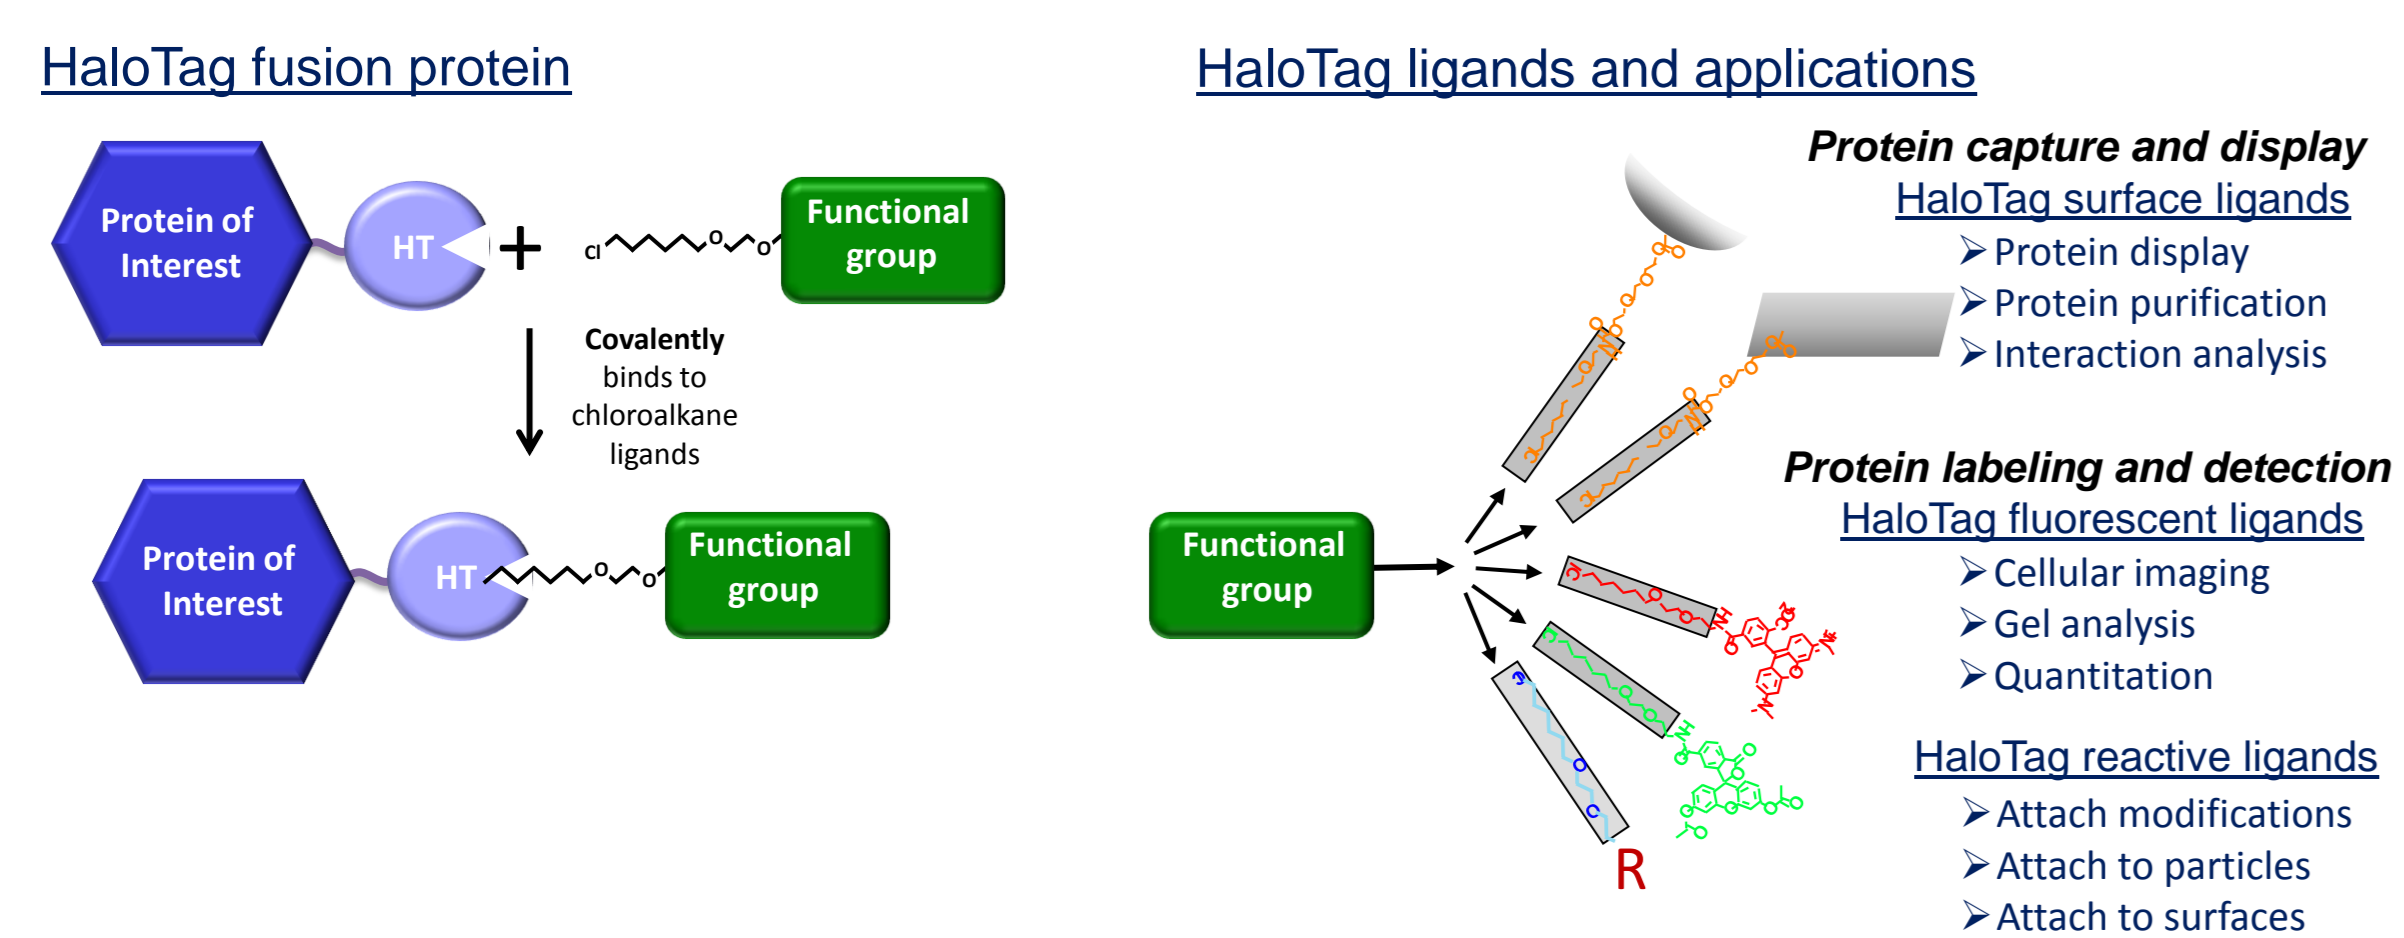 HaloTag fusion protein
Protein of
Interest
HT
+
Cl
O
O
Functional
group
Covalently
binds to
chloroalkane
ligands
Protein of
Interest
HT
O
O
Functional
group
HaloTag ligands and applications
Functional
group
R
Protein capture and display
HaloTag surface ligands
➢ Protein display
➢ Protein purification
➢ Interaction analysis
Protein labeling and detection
HaloTag fluorescent ligands
➢ Cellular imaging
➢ Gel analysis
➢ Quantitation
HaloTag reactive ligands
➢ Attach modifications
➢ Attach to particles
➢ Attach to surfaces